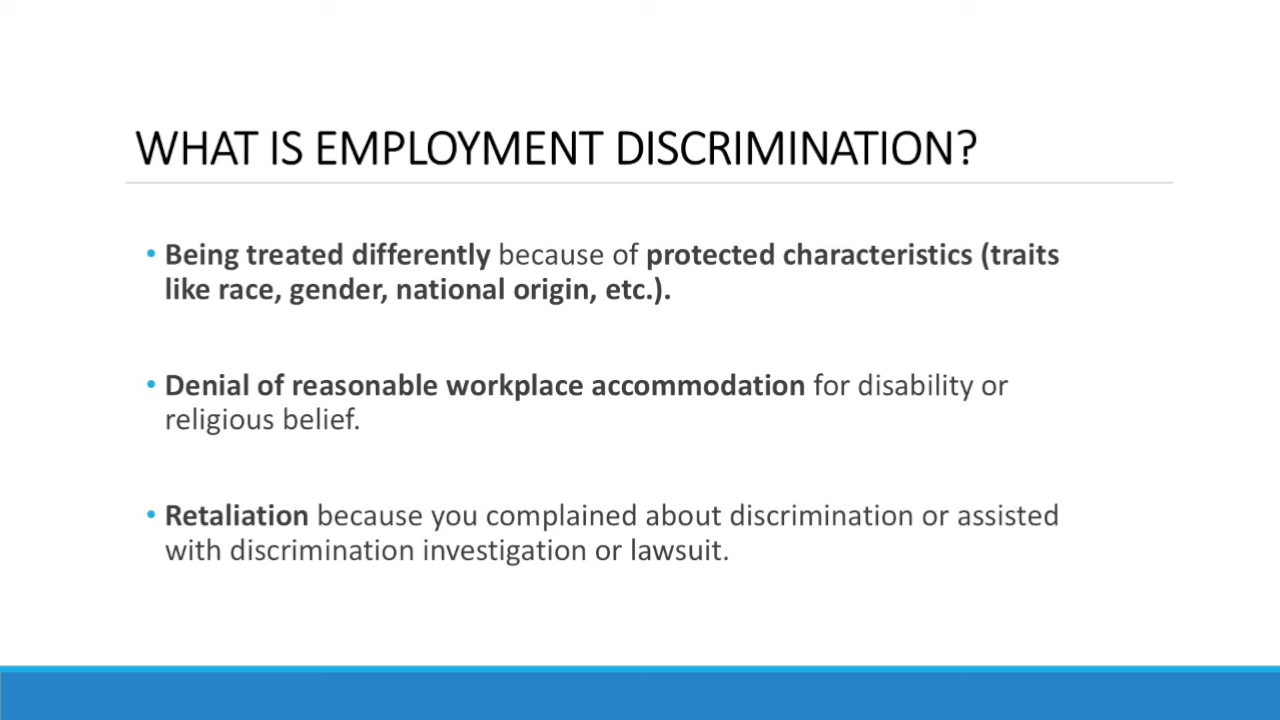 WHAT IS EMPLOYMENT DISCRIMINATION?
• Being treated differently because of protected characteristics (traits
like race, gender, national origin, etc.).
• Denial of reasonable workplace accommodation for disability or
religious belief.
• Retaliation because you complained about discrimination or assisted
with discrimination investigation or lawsuit.